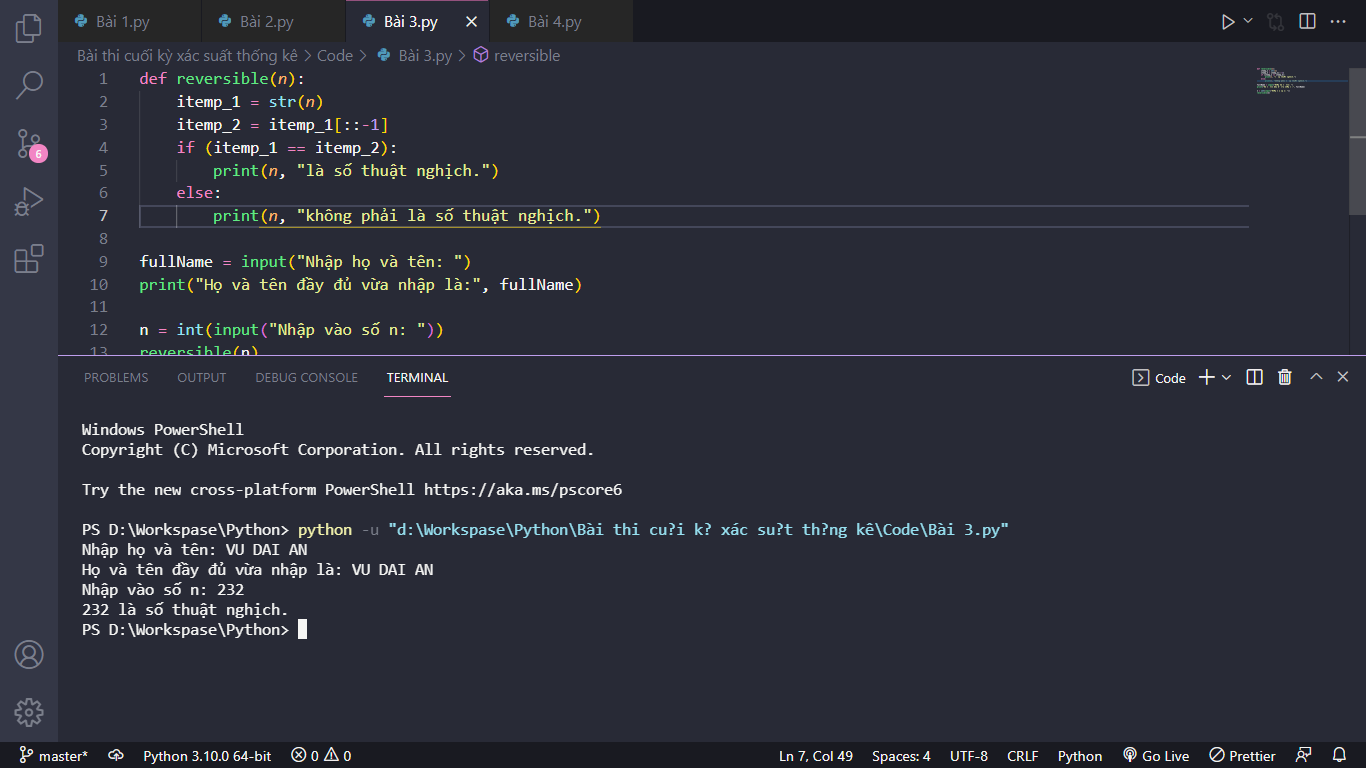 Bài 1.py Bài 2.py Bài 3.py Bài 4.py
Bài thi cuối kỳ xác suất thống kê > Code > Bài 3.py > reversible
1 def reversible(n):
2 itemp_1 = str(n)
3 itemp_2 = itemp_1[::-1]
4 if (itemp_1 == itemp_2):
5 print(n, "là số thuật nghịch.")
6 else:
7 print(n, "không phải là số thuật nghịch.")
8
9 fullName = input("Nhập họ và tên: ")
10 print("Họ và tên đầy đủ vừa nhập là:", fullName)
11
12 n = int(input("Nhập vào số n: "))
13 reversible(n)
6
PROBLEMS OUTPUT DEBUG CONSOLE TERMINAL Code
Windows PowerShell
Copyright (C) Microsoft Corporation. All rights reserved.
Try the new cross-platform PowerShell https://aka.ms/pscore6
PS D:\Workspase\Python> python -u "d:\Workspase\Python\Bài thi cu?i k? xác su?t th?ng kê\Code\Bài 3.py"
Nhập họ và tên: VU DAI AN
Họ và tên đầy đủ vừa nhập là: VU DAI AN
Nhập vào số n: 232
232 là số thuật nghịch.
PS D:\Workspase\Python>
master* Python 3.10.0 64-bit 0 0 Ln 7, Col 49 Spaces: 4 UTF-8 CRLF Python Go Live Prettier